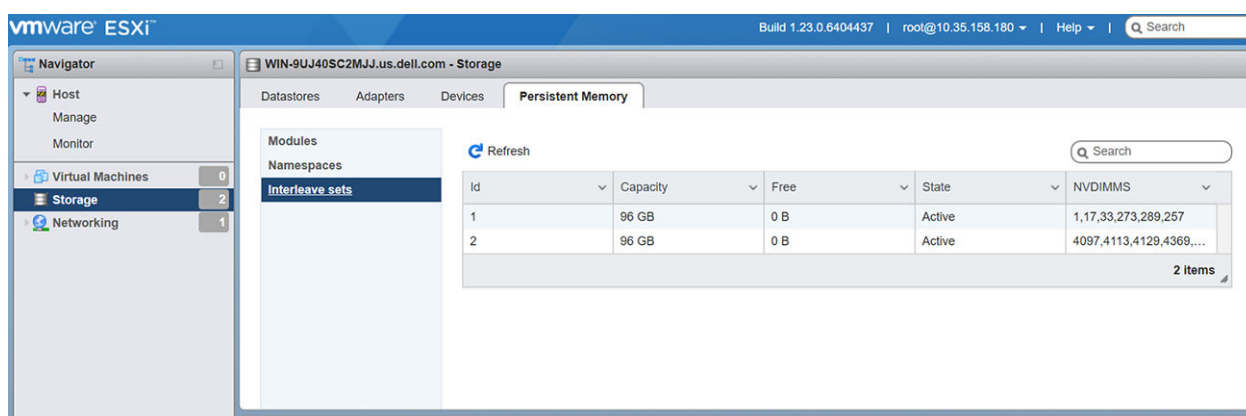 vmware ESXi™
Build 1.23.0.6404437 | root@10.35.158.180 | Help | Search
Navigator
Host
Manage
Monitor
Virtual Machines 0
Storage 2
Networking 1
WIN-9UJ40SC2MJJ.us.dell.com - Storage
Datastores Adapters Devices Persistent Memory
Modules
Namespaces
Interleave sets
Refresh Search
Id Capacity Free State NVDIMMS
1 96 GB 0 B Active 1,17,33,273,289,257
2 96 GB 0 B Active 4097,4113,4129,4369,...
2 items